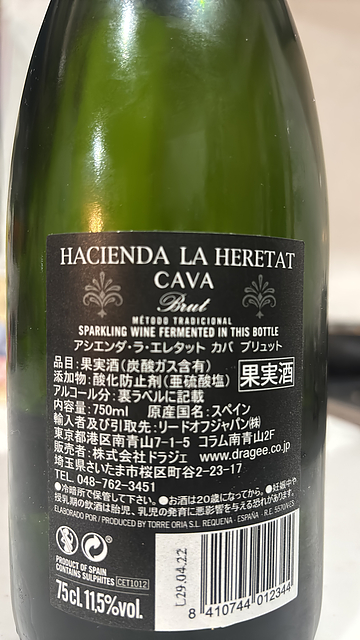 HACIENDA LA HERETAT
CAVA
Brut
MÉTODO TRADICIONAL
SPARKLING WINE FERMENTED IN THIS BOTTLE
アシエンダ・ラ・エレタット カバ ブリュット
品目:果実酒(炭酸ガス含有)
添加物:酸化防止剤(亜硫酸塩)
果実酒
アルコール分:裏ラベルに記載
内容量:750ml 原産国名:スペイン
輸入者及び引取先:リードオフジャパン㈱
東京都港区南青山7-1-5 コラム南青山2F
販売者:株式会社ドラジェ www.dragee.co.jp
埼玉県さいたま市桜区町谷2-23-17
TEL. 048-762-3451
●冷暗所で保管して下さい。●お酒は20歳になってから。●妊娠中や
授乳期の飲酒は胎児、乳児の発育に悪影響を与える恐れがあります。
ELABORADO POR / PRODUCED BY TORRE ORIA S.L. REQUENA - ESPAÑA - R.E. 5570/CS
PRODUCT OF SPAIN
CONTAINS SULPHITES
CET1012
75cl. 11,5%vol.
L29.04.22
8 410744 012344